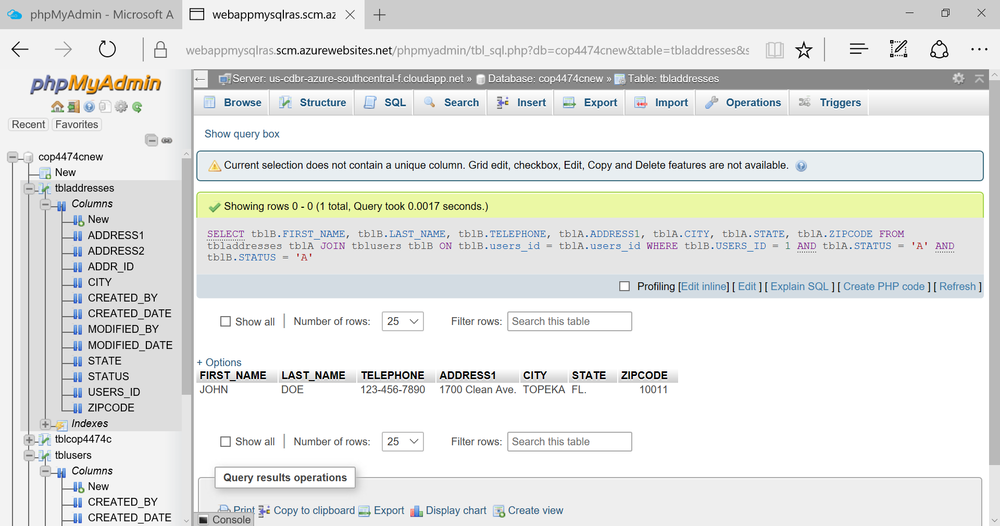 phpMyAdmin - Microsoft A
webappmysqlras.scm.az
webappmysqlras.scm.azurewebsites.net/phpmyadmin/tbl_sql.php?db=cop4474cnew&table=tbladdresses&s
phpMyAdmin
Recent Favorites
cop4474cnew
New
tbladdresses
Columns
New
ADDRESS1
ADDRESS2
ADDR_ID
CITY
CREATED_BY
CREATED_DATE
MODIFIED_BY
MODIFIED_DATE
STATE
STATUS
USERS_ID
ZIPCODE
Indexes
tblcop4474c
tblusers
Columns
New
CREATED_BY
CREATED_DATE
Server: us-cdbr-azure-southcentral-f.cloudapp.net » Database: cop4474cnew » Table: tbladdresses
Browse Structure SQL Search Insert Export Import Operations Triggers
Show query box
Current selection does not contain a unique column. Grid edit, checkbox, Edit, Copy and Delete features are not available.
Showing rows 0 - 0 (1 total, Query took 0.0017 seconds.)
SELECT tblB.FIRST_NAME, tblB.LAST_NAME, tblB.TELEPHONE, tblA.ADDRESS1, tblA.CITY, tblA.STATE, tblA.ZIPCODE FROM
tbladdresses tblA JOIN tblusers tblB ON tblB.users_id = tblA.users_id WHERE tblB.USERS_ID = 1 AND tblA.STATUS = 'A' AND
tblB.STATUS = 'A'
Profiling [Edit inline] [ Edit ] [ Explain SQL ] [ Create PHP code ] [ Refresh ]
Show all | Number of rows: 25 Filter rows: Search this table
+ Options
FIRST_NAME LAST_NAME TELEPHONE ADDRESS1 CITY STATE ZIPCODE
JOHN DOE 123-456-7890 1700 Clean Ave. TOPEKA FL. 10011
Show all | Number of rows: 25 Filter rows: Search this table
Query results operations
Print Copy to clipboard Export Display chart Create view
Console